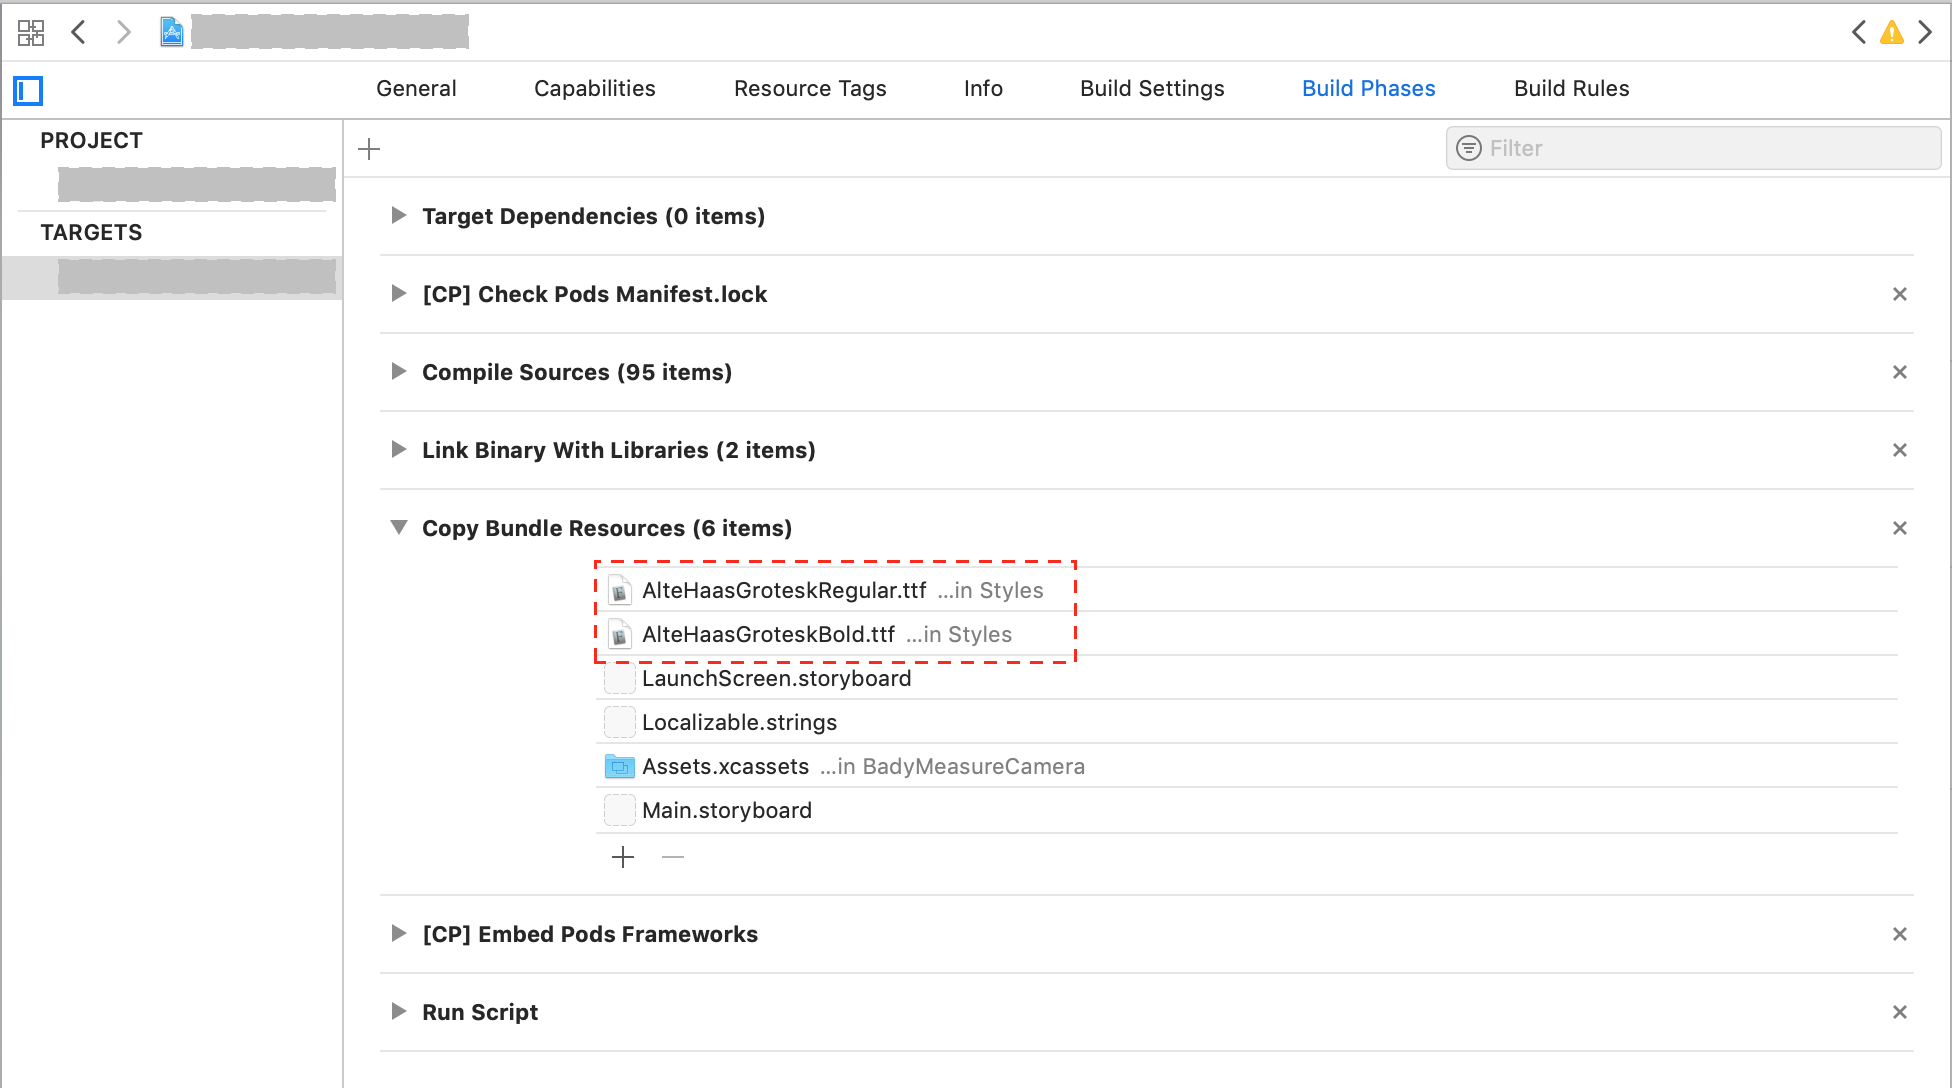 General Capabilities Resource Tags Info Build Settings Build Phases Build Rules
PROJECT
TARGETS
Filter
Target Dependencies (0 items)
[CP] Check Pods Manifest.lock
Compile Sources (95 items)
Link Binary With Libraries (2 items)
Copy Bundle Resources (6 items)
AlteHaasGroteskRegular.ttf ...in Styles
AlteHaasGroteskBold.ttf ...in Styles
LaunchScreen.storyboard
Localizable.strings
Assets.xcassets ...in BadyMeasureCamera
Main.storyboard
[CP] Embed Pods Frameworks
Run Script